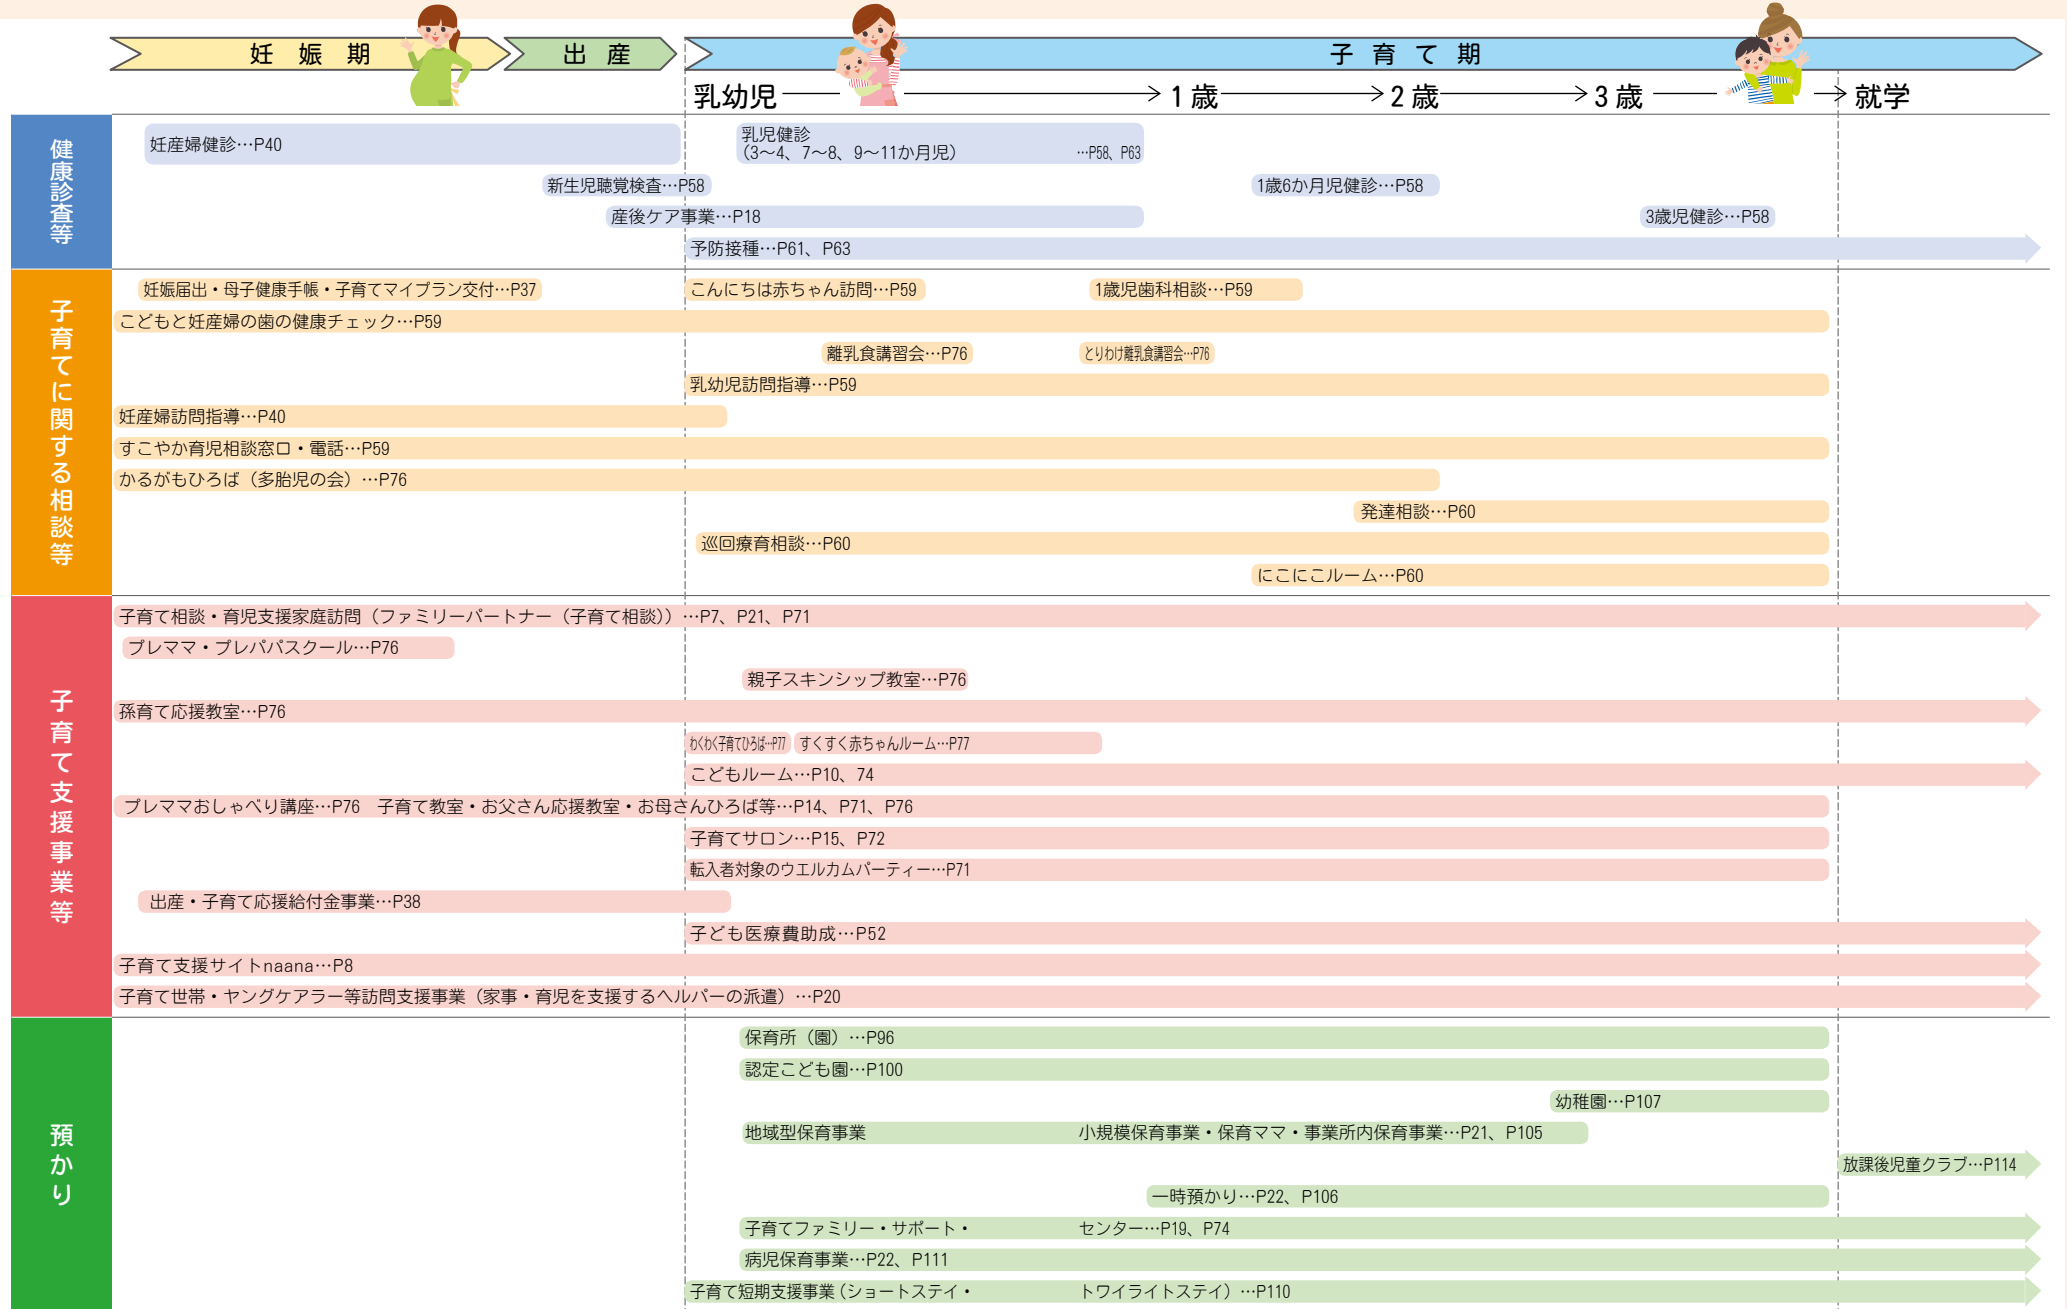 妊娠期
出産
子育て期
乳幼児
1歳
2歳
3歳
就学
健康診査等
妊産婦健診…P40
乳児健診
（3～4、7～8、9～11か月児） …P58、P63
新生児聴覚検査…P58
1歳6か月児健診…P58
産後ケア事業…P18
3歳児健診…P58
予防接種…P61、P63
子育てに関する相談等
妊娠届出・母子健康手帳・子育てマイプラン交付…P37
こんにちは赤ちゃん訪問…P59
1歳児歯科相談…P59
こどもと妊産婦の歯の健康チェック…P59
離乳食講習会…P76
とりわけ離乳食講習会…P76
乳幼児訪問指導…P59
妊産婦訪問指導…P40
すこやか育児相談窓口・電話…P59
かるがもひろば（多胎児の会）…P76
発達相談…P60
巡回療育相談…P60
にこにこルーム…P60
子育て支援事業等
子育て相談・育児支援家庭訪問（ファミリーパートナー（子育て相談））…P7、P21、P71
プレママ・プレパパスクール…P76
親子スキンシップ教室…P76
孫育て応援教室…P76
わくわく子育てひろば…P77
すくすく赤ちゃんルーム…P77
こどもルーム…P10、74
プレママおしゃべり講座…P76　子育て教室・お父さん応援教室・お母さんひろば等…P14、P71、P76
子育てサロン…P15、P72
転入者対象のウエルカムパーティー…P71
出産・子育て応援給付金事業…P38
子ども医療費助成…P52
子育て支援サイトnaana…P8
子育て世帯・ヤングケアラー等訪問支援事業（家事・育児を支援するヘルパーの派遣）…P20
預かり
保育所（園）…P96
認定こども園…P100
幼稚園…P107
地域型保育事業　小規模保育事業・保育ママ・事業所内保育事業…P21、P105
放課後児童クラブ…P114
一時預かり…P22、P106
子育てファミリー・サポート・　センター…P19、P74
病児保育事業…P22、P111
子育て短期支援事業（ショートステイ・　トワイライトステイ）…P110